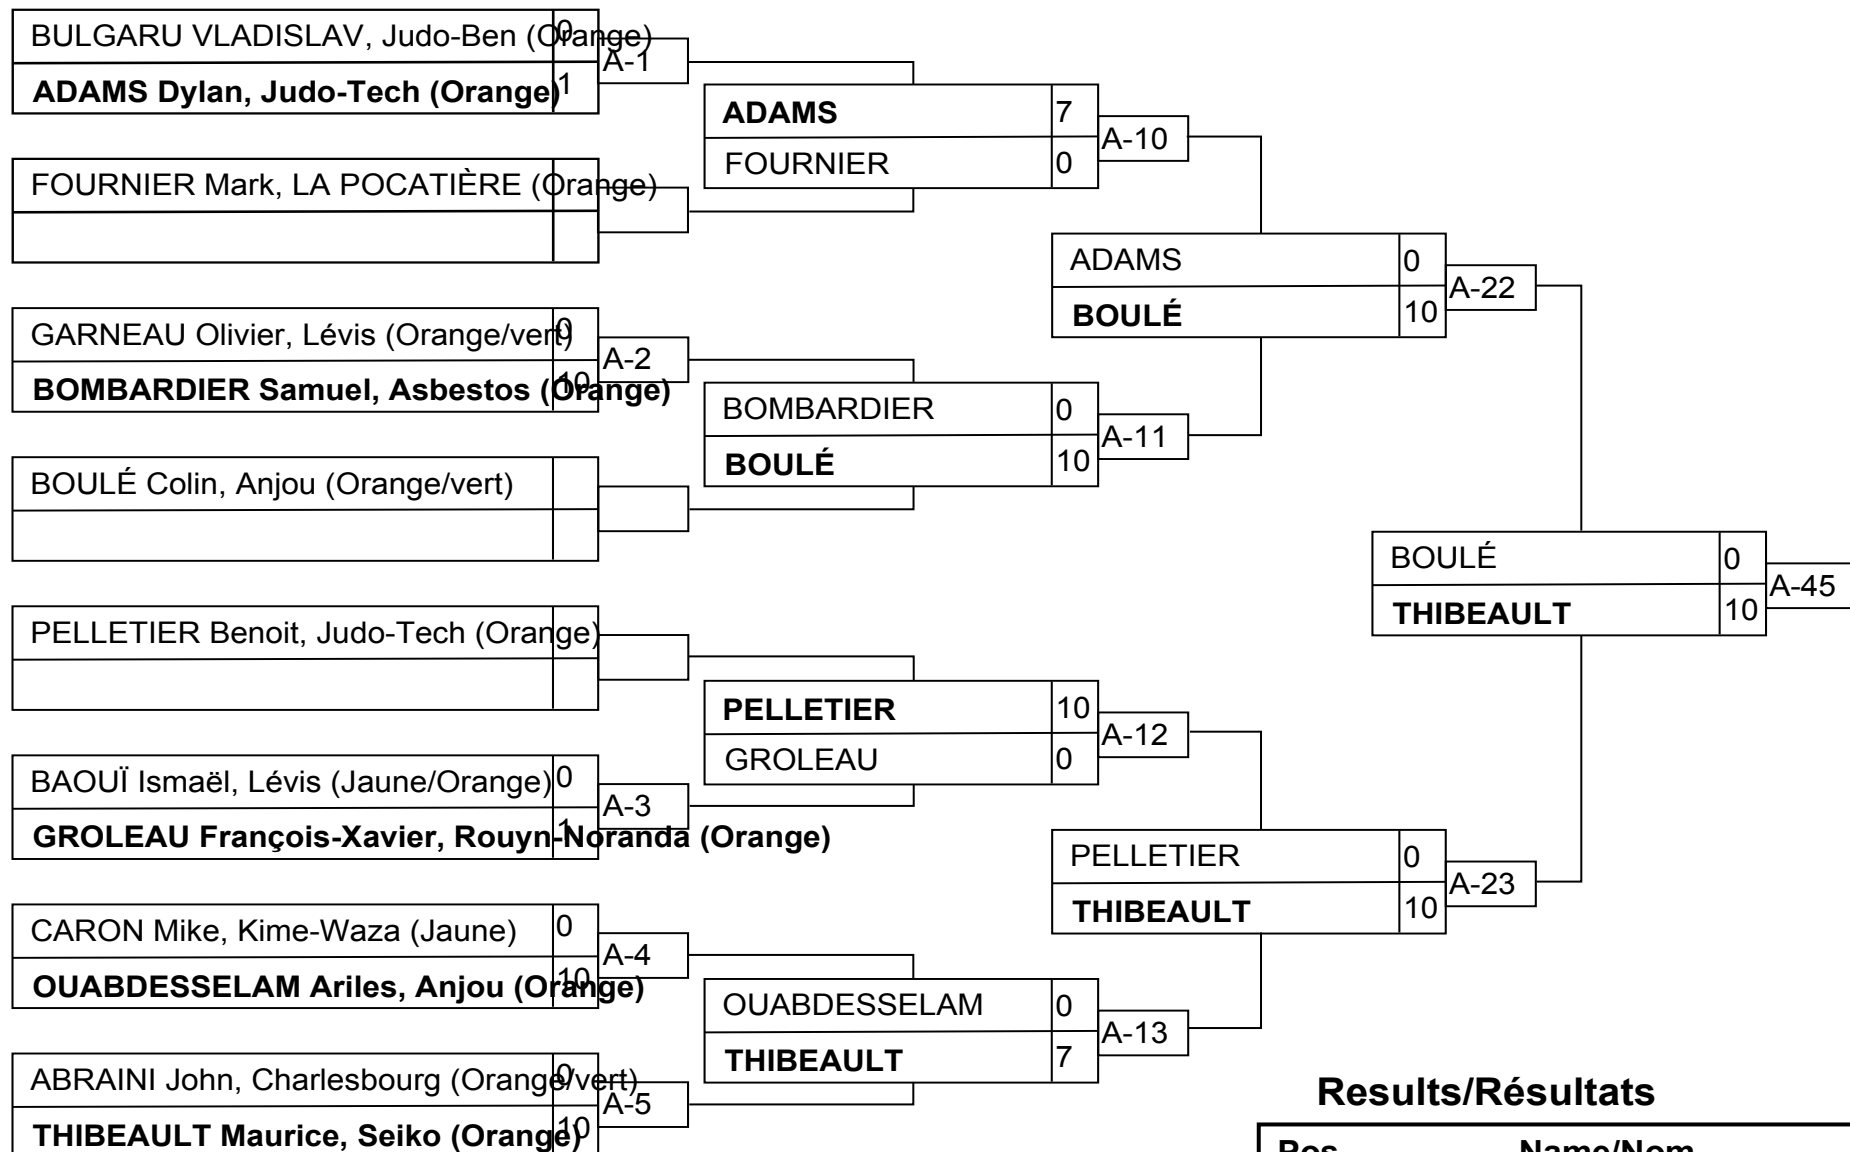 BULGARU VLADISLAV, Judo-Ben (Orange) 0
A-1
ADAMS Dylan, Judo-Tech (Orange) 1
FOURNIER Mark, LA POCATIÈRE (Orange)
GARNEAU Olivier, Lévis (Orange/vert) 0
A-2
BOMBARDIER Samuel, Asbestos (Orange) 10
BOULÉ Colin, Anjou (Orange/vert)
PELLETIER Benoit, Judo-Tech (Orange)
BAOUÏ Ismaël, Lévis (Jaune/Orange) 0
A-3
GROLEAU François-Xavier, Rouyn-Noranda (Orange) 1
CARON Mike, Kime-Waza (Jaune) 0
A-4
OUABDESSELAM Ariles, Anjou (Orange) 10
ABRAINI John, Charlesbourg (Orange/vert) 0
A-5
THIBEAULT Maurice, Seiko (Orange) 10
ADAMS 7
A-10
FOURNIER 0
BOMBARDIER 0
A-11
BOULÉ 10
PELLETIER 10
A-12
GROLEAU 0
OUABDESSELAM 0
A-13
THIBEAULT 7
ADAMS 0
A-22
BOULÉ 10
PELLETIER 0
A-23
THIBEAULT 10
BOULÉ 0
A-45
THIBEAULT 10
Results/Résultats
Pos Name/Nom